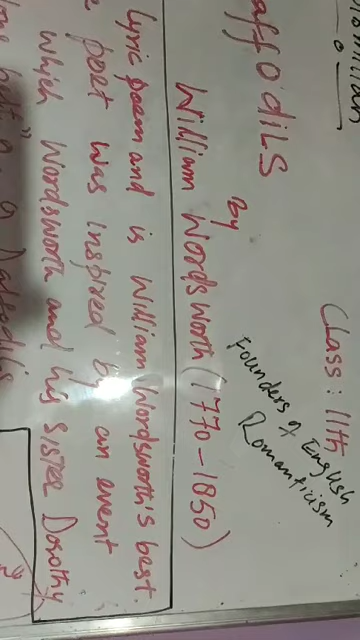 Class : 11th
affodiLS
by
William Wordsworth (1770-1850)
Founders of English
Romanticism
Lyric poem and is William Wordsworth's best.
poet was inspired by an event
which Wordsworth and his sister Dorothy
a Daffodils